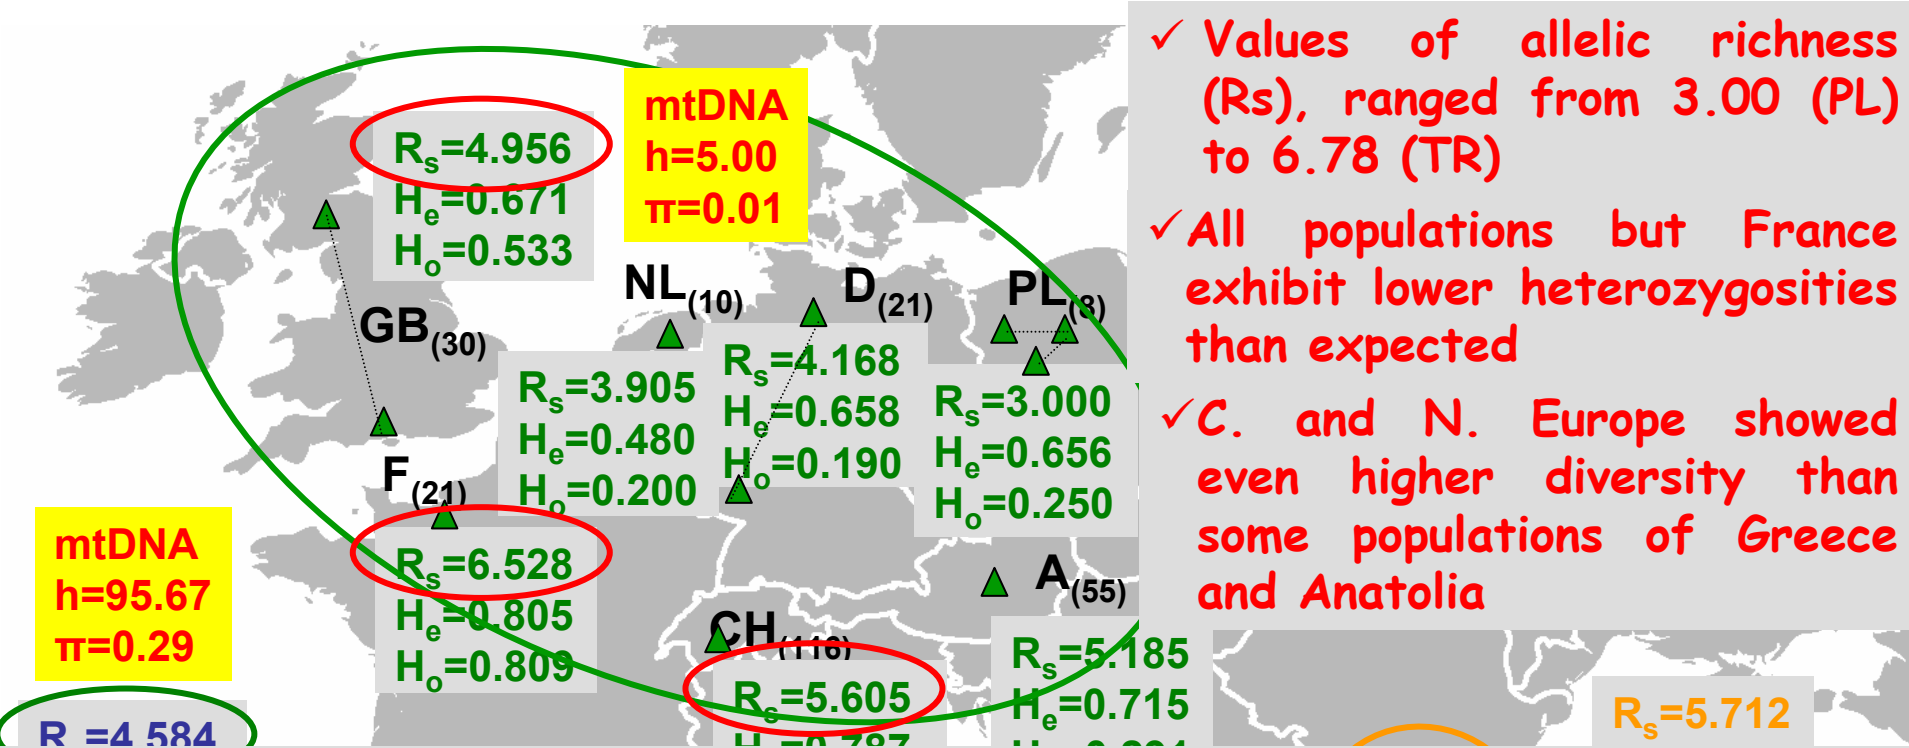 mtDNA
h=5.00
π=0.01
Rs=4.956
He=0.671
Ho=0.533
GB(30)
NL(10)
Rs=3.905
He=0.480
Ho=0.200
D(21)
Rs=4.168
He=0.658
Ho=0.190
PL(8)
Rs=3.000
He=0.656
Ho=0.250
F(21)
Rs=6.528
He=0.805
Ho=0.809
mtDNA
h=95.67
π=0.29
=4.584
CH(116)
Rs=5.605
A(55)
Rs=5.185
He=0.715
Rs=5.712
✓ Values of allelic richness
(Rs), ranged from 3.00 (PL)
to 6.78 (TR)
✓ All populations but France
exhibit lower heterozygosities
than expected
✓ C. and N. Europe showed
even higher diversity than
some populations of Greece
and Anatolia